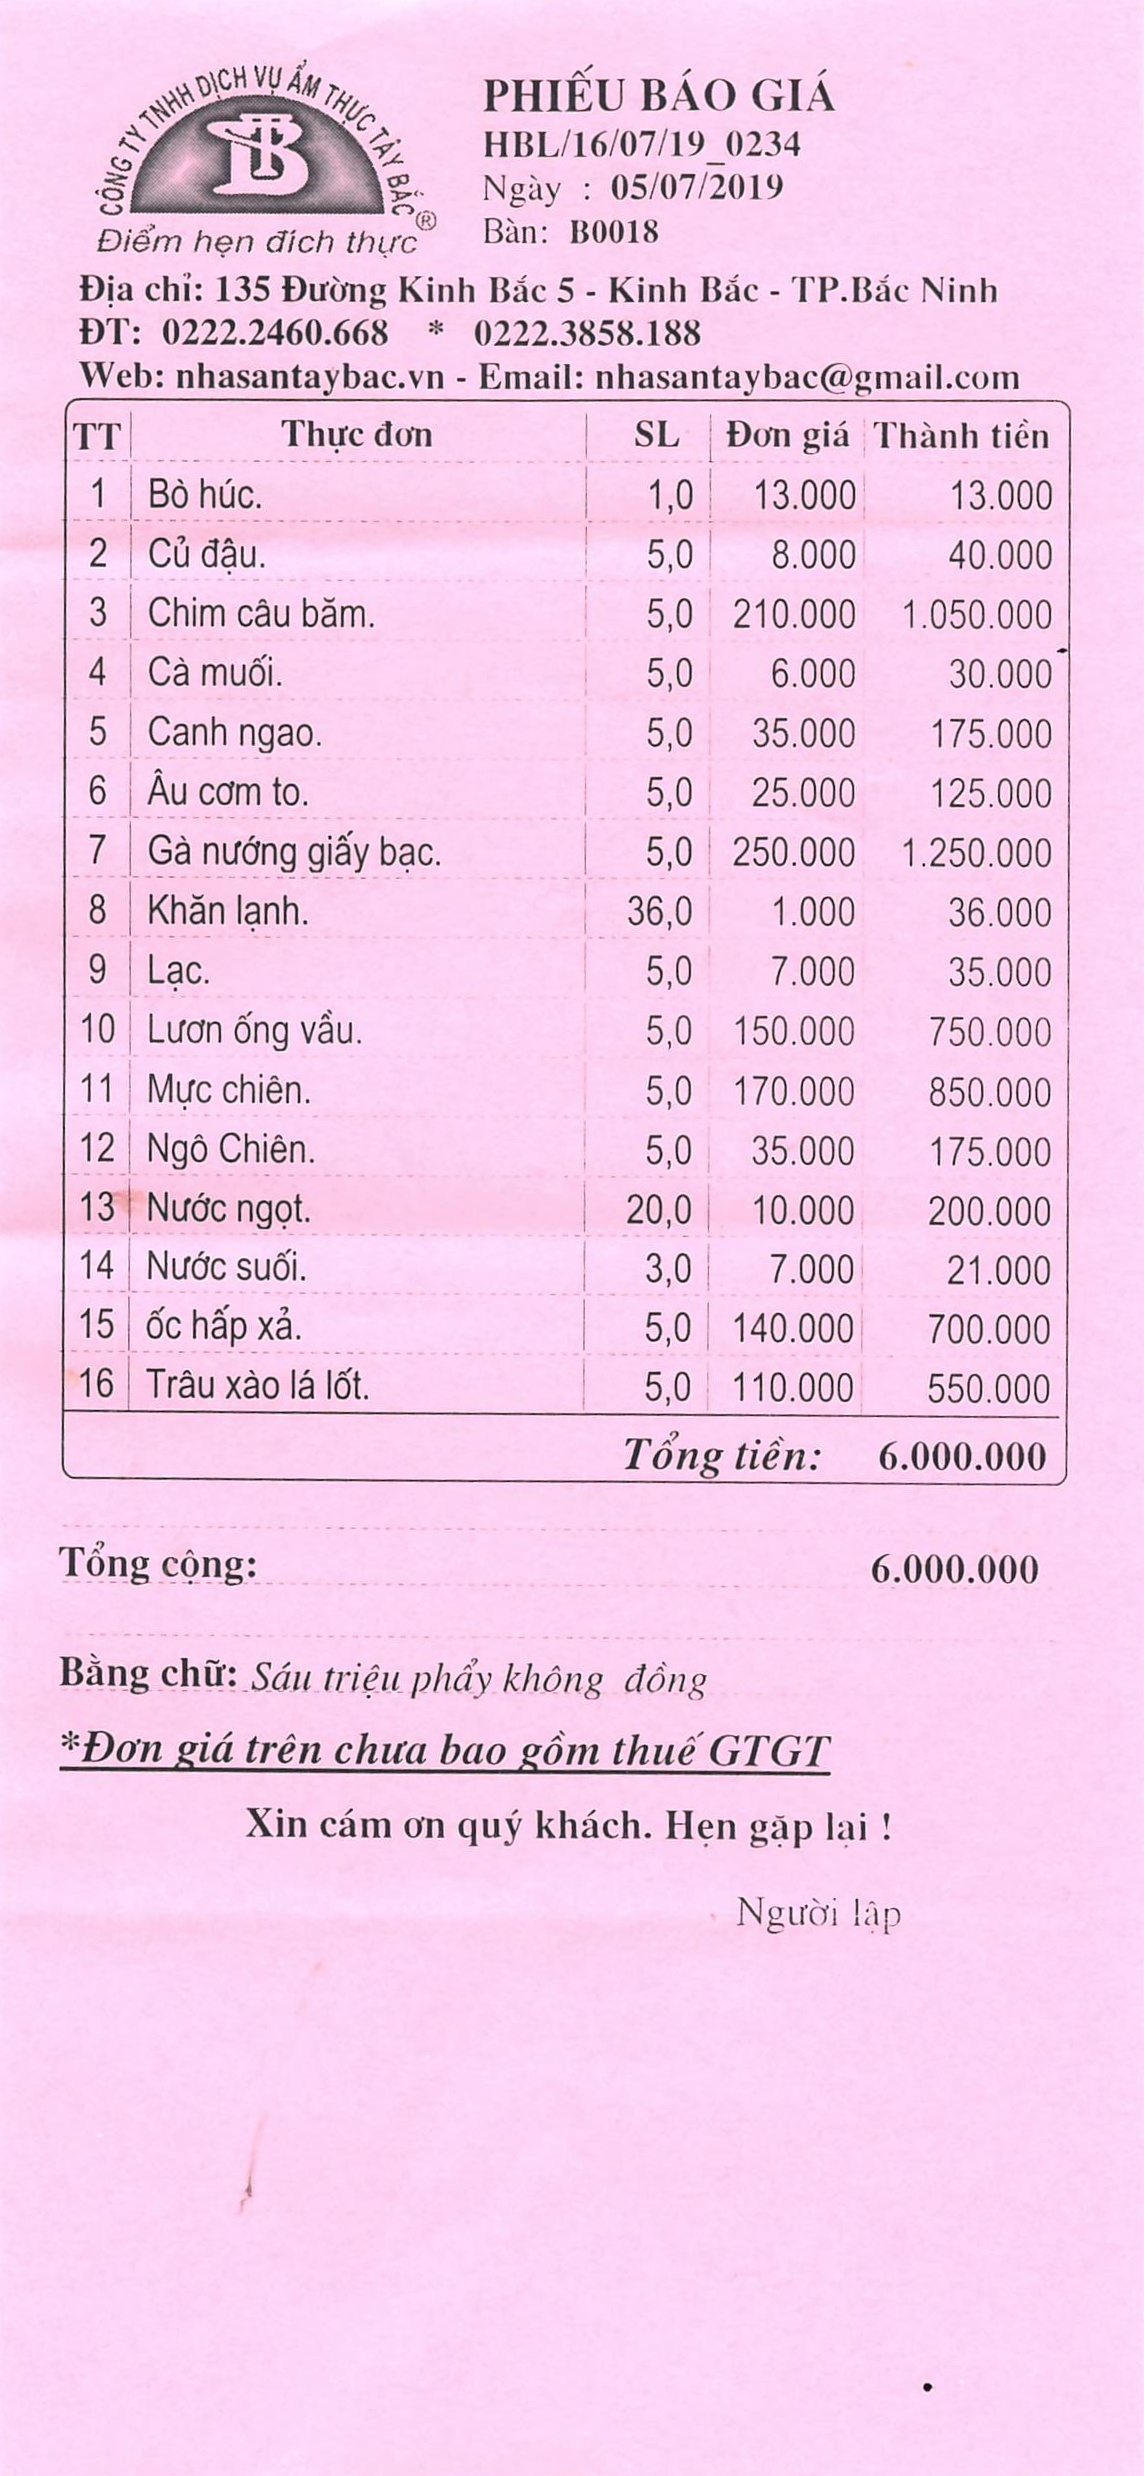 CÔNG TY TNHH DỊCH VỤ ẨM THỰC TÂY BẮC ®
TB
Điểm hẹn đích thực
PHIẾU BÁO GIÁ
HBL/16/07/19_0234
Ngày : 05/07/2019
Bàn: B0018
Địa chỉ: 135 Đường Kinh Bắc 5 - Kinh Bắc - TP.Bắc Ninh
ĐT: 0222.2460.668 * 0222.3858.188
Web: nhasantaybac.vn - Email: nhasantaybac@gmail.com
TT Thực đơn SL Đơn giá Thành tiền
1 Bò húc. 1,0 13.000 13.000
2 Củ đậu. 5,0 8.000 40.000
3 Chim câu băm. 5,0 210.000 1.050.000
4 Cà muối. 5,0 6.000 30.000
5 Canh ngao. 5,0 35.000 175.000
6 Âu cơm to. 5,0 25.000 125.000
7 Gà nướng giấy bạc. 5,0 250.000 1.250.000
8 Khăn lạnh. 36,0 1.000 36.000
9 Lạc. 5,0 7.000 35.000
10 Lươn ống vầu. 5,0 150.000 750.000
11 Mực chiên. 5,0 170.000 850.000
12 Ngô Chiên. 5,0 35.000 175.000
13 Nước ngọt. 20,0 10.000 200.000
14 Nước suối. 3,0 7.000 21.000
15 ốc hấp xả. 5,0 140.000 700.000
16 Trâu xào lá lốt. 5,0 110.000 550.000
Tổng tiền: 6.000.000
Tổng cộng: 6.000.000
Bằng chữ: Sáu triệu phẩy không đồng
*Đơn giá trên chưa bao gồm thuế GTGT
Xin cám ơn quý khách. Hẹn gặp lại !
Người lập